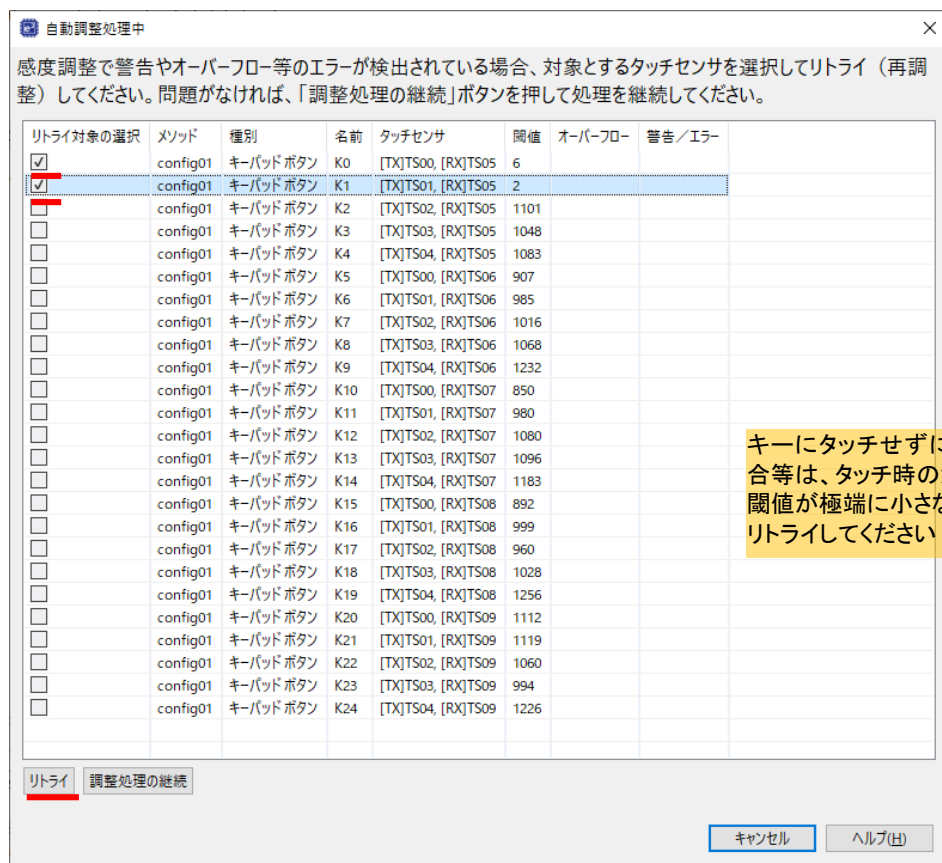 自動調整処理中
感度調整で警告やオーバーフロー等のエラーが検出されている場合、対象とするタッチセンサを選択してリトライ（再調
整）してください。問題がなければ、「調整処理の継続」ボタンを押して処理を継続してください。
リトライ対象の選択 メソッド 種別 名前 タッチセンサ 閾値 オーバーフロー 警告／エラー
config01 キーパッド ボタン K0 [TX]TS00, [RX]TS05 6
config01 キーパッド ボタン K1 [TX]TS01, [RX]TS05 2
config01 キーパッド ボタン K2 [TX]TS02, [RX]TS05 1101
config01 キーパッド ボタン K3 [TX]TS03, [RX]TS05 1048
config01 キーパッド ボタン K4 [TX]TS04, [RX]TS05 1083
config01 キーパッド ボタン K5 [TX]TS00, [RX]TS06 907
config01 キーパッド ボタン K6 [TX]TS01, [RX]TS06 985
config01 キーパッド ボタン K7 [TX]TS02, [RX]TS06 1016
config01 キーパッド ボタン K8 [TX]TS03, [RX]TS06 1068
config01 キーパッド ボタン K9 [TX]TS04, [RX]TS06 1232
config01 キーパッド ボタン K10 [TX]TS00, [RX]TS07 850
config01 キーパッド ボタン K11 [TX]TS01, [RX]TS07 980
config01 キーパッド ボタン K12 [TX]TS02, [RX]TS07 1080
config01 キーパッド ボタン K13 [TX]TS03, [RX]TS07 1096
config01 キーパッド ボタン K14 [TX]TS04, [RX]TS07 1183
config01 キーパッド ボタン K15 [TX]TS00, [RX]TS08 892
config01 キーパッド ボタン K16 [TX]TS01, [RX]TS08 999
config01 キーパッド ボタン K17 [TX]TS02, [RX]TS08 960
config01 キーパッド ボタン K18 [TX]TS03, [RX]TS08 1028
config01 キーパッド ボタン K19 [TX]TS04, [RX]TS08 1256
config01 キーパッド ボタン K20 [TX]TS00, [RX]TS09 1112
config01 キーパッド ボタン K21 [TX]TS01, [RX]TS09 1119
config01 キーパッド ボタン K22 [TX]TS02, [RX]TS09 1060
config01 キーパッド ボタン K23 [TX]TS03, [RX]TS09 994
config01 キーパッド ボタン K24 [TX]TS04, [RX]TS09 1226
キーにタッチせずに
合等は、タッチ時の
閾値が極端に小さな
リトライしてください
リトライ 調整処理の継続
キャンセル ヘルプ(H)